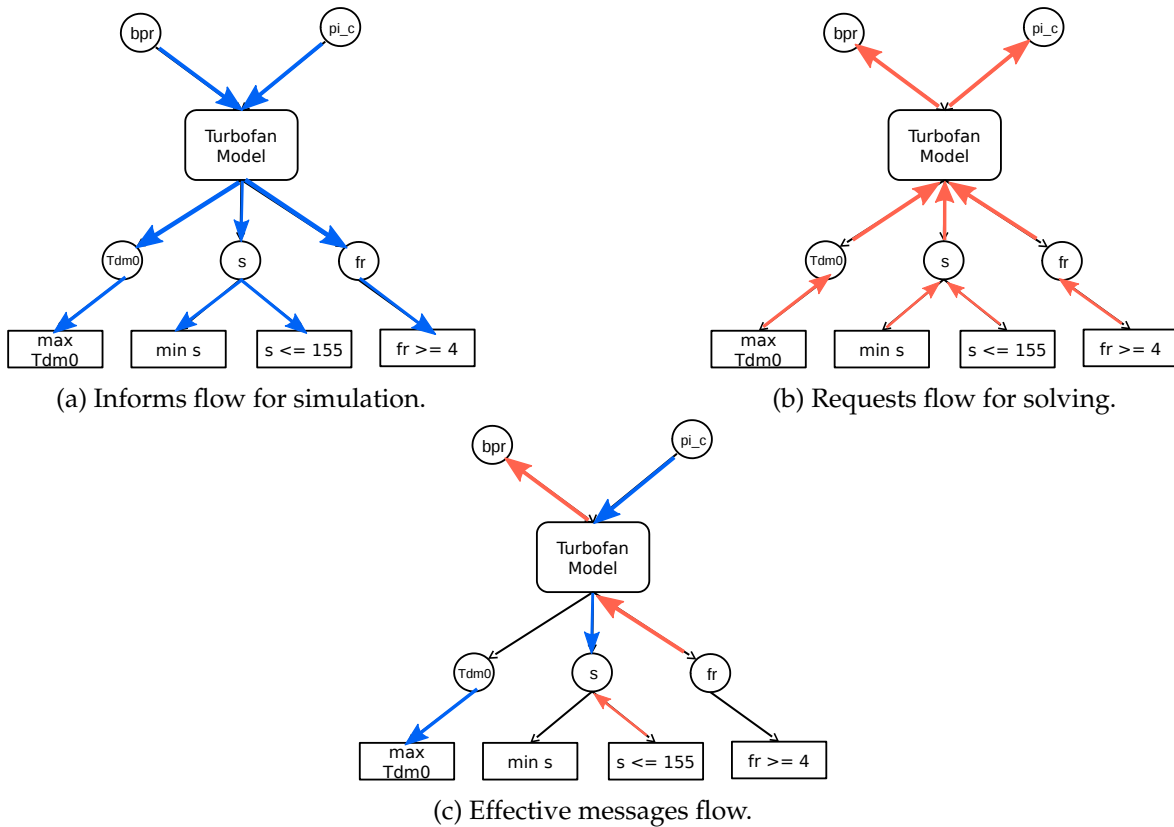 bpr
pi_c
Turbofan
Model
Tdm0
s
fr
max
Tdm0
min s
s <= 155
fr >= 4
(a) Informs flow for simulation.
bpr
pi_c
Turbofan
Model
Tdm0
s
fr
max
Tdm0
min s
s <= 155
fr >= 4
(b) Requests flow for solving.
bpr
pi_c
Turbofan
Model
Tdm0
s
fr
max
Tdm0
min s
s <= 155
fr >= 4
(c) Effective messages flow.